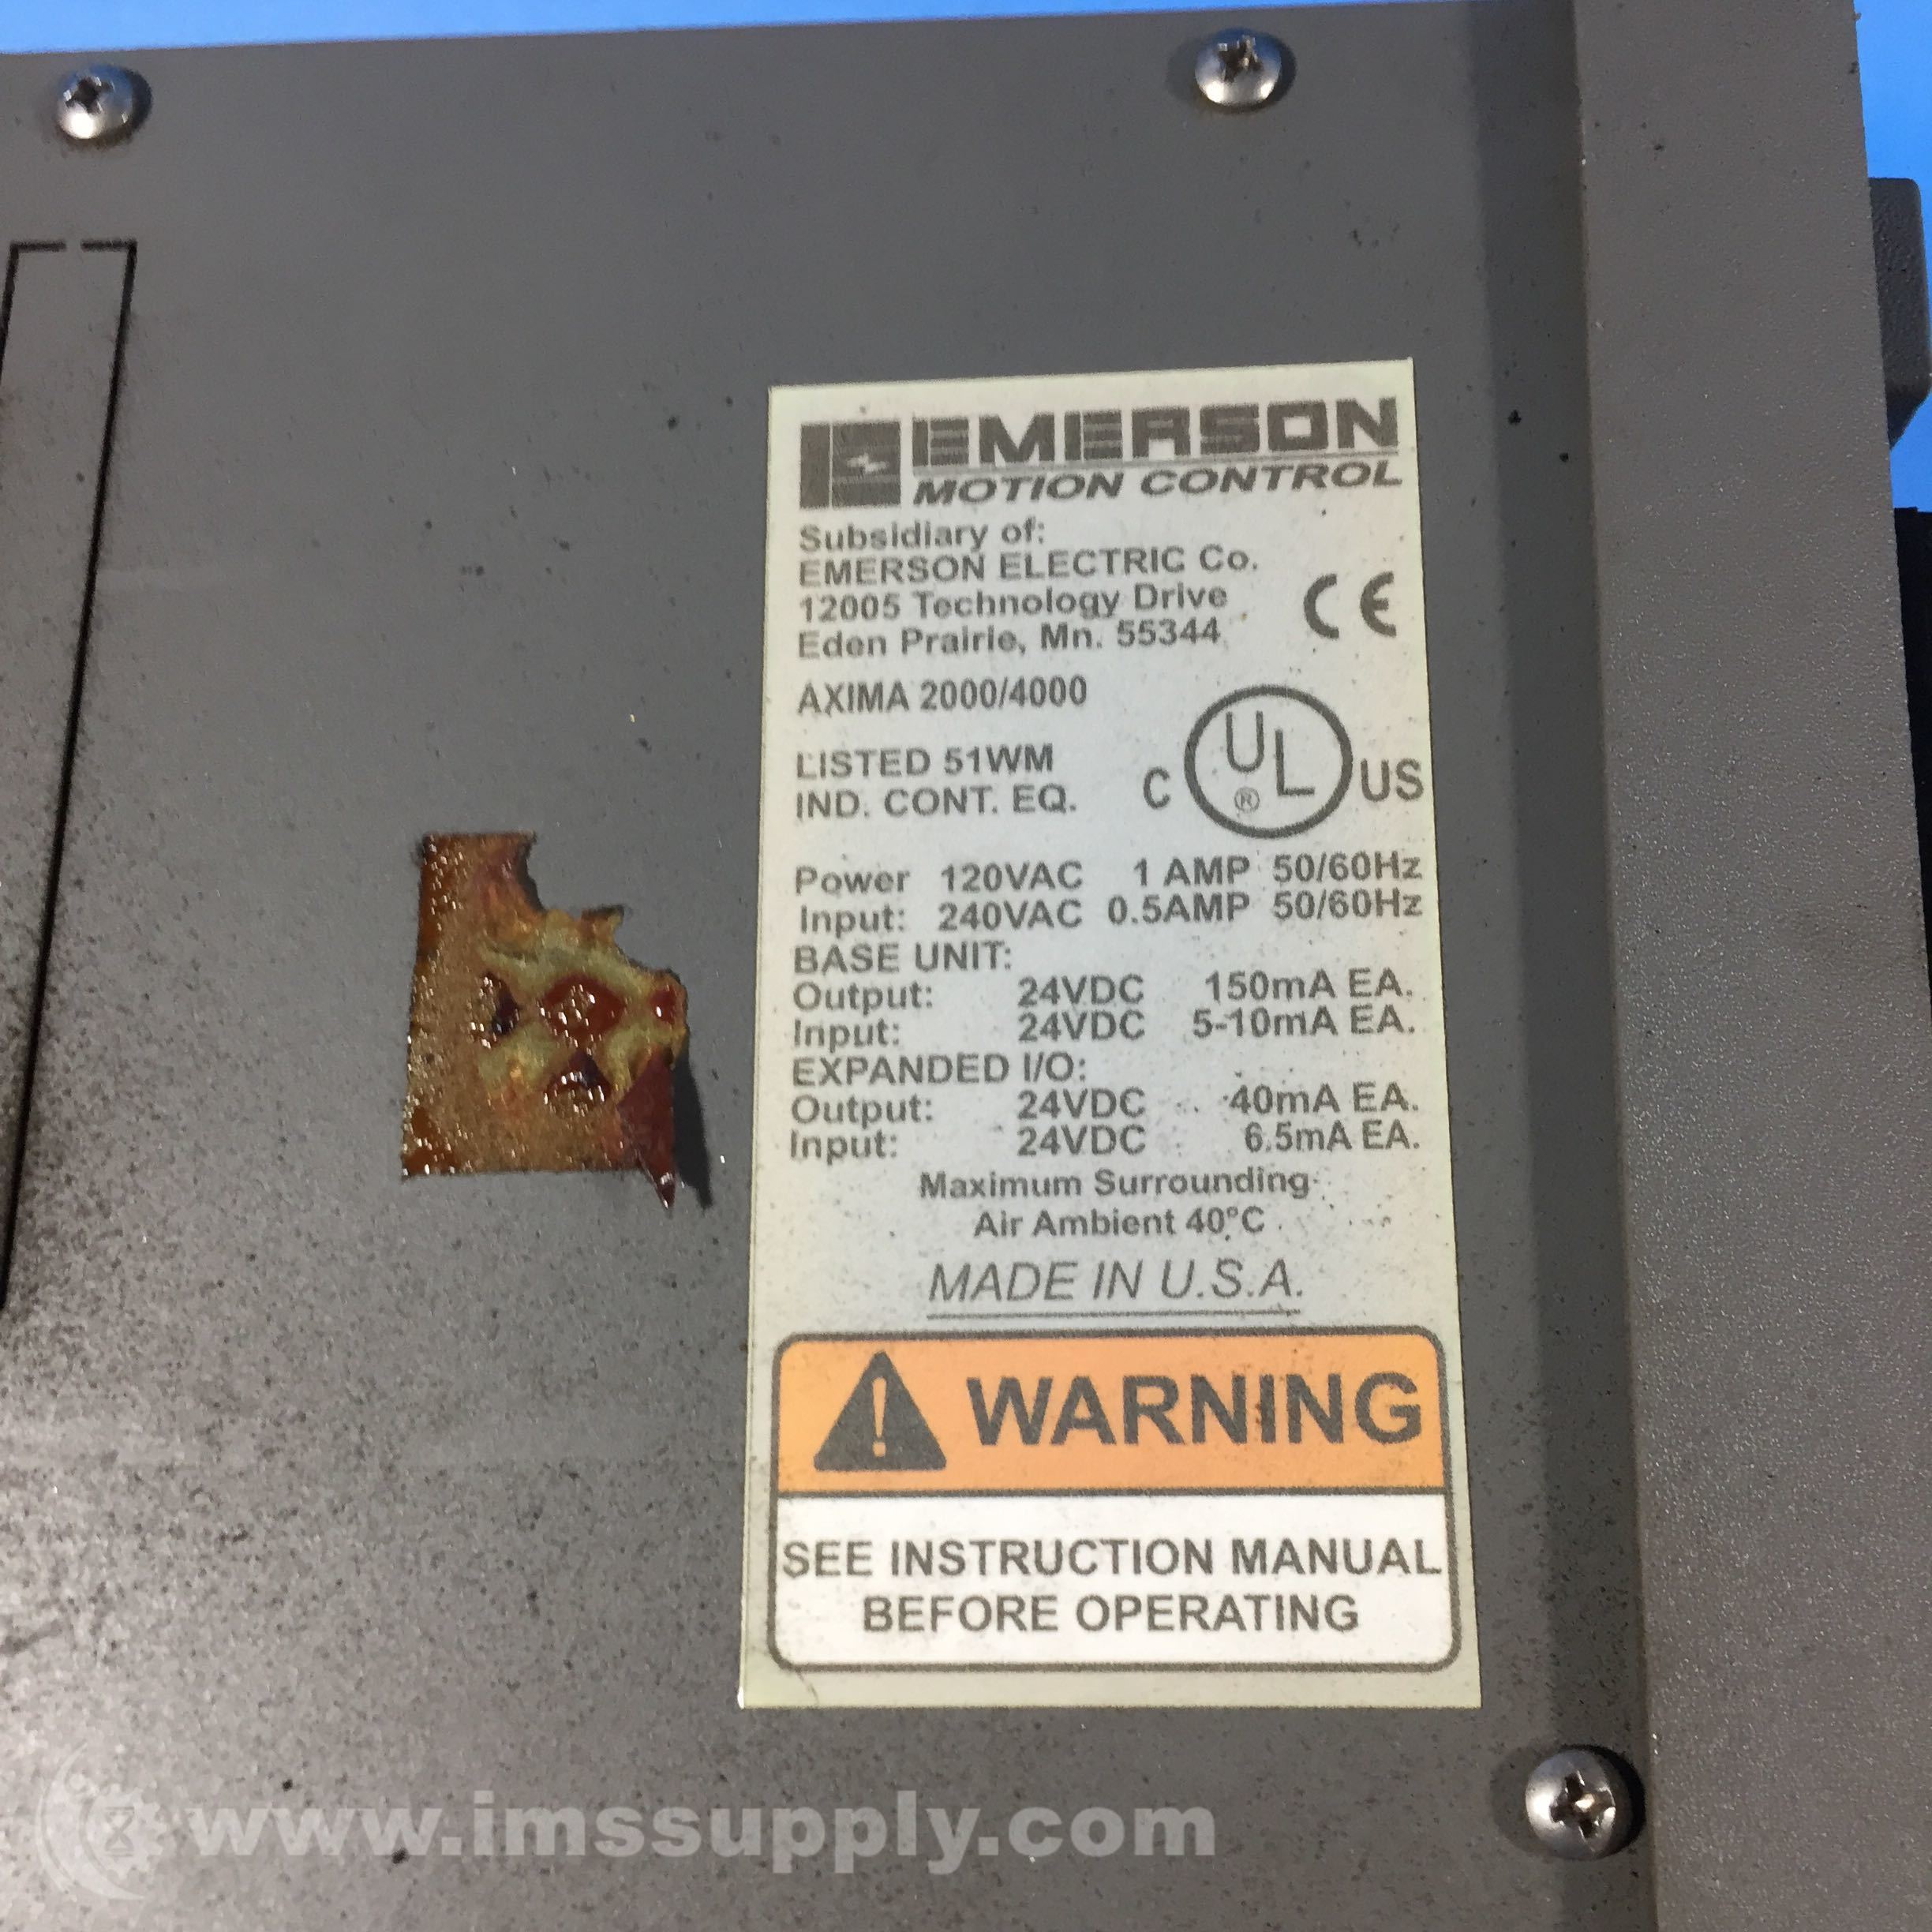 EMERSON
MOTION CONTROL
Subsidiary of:
EMERSON ELECTRIC Co.
12005 Technology Drive
Eden Prairie, Mn. 55344
CE
AXIMA 2000/4000
LISTED 51WM
IND. CONT. EQ.
C UL ® US
Power 120VAC 1 AMP 50/60Hz
Input: 240VAC 0.5AMP 50/60Hz
BASE UNIT:
Output: 24VDC 150mA EA.
Input: 24VDC 5-10mA EA.
EXPANDED I/O:
Output: 24VDC 40mA EA.
Input: 24VDC 6.5mA EA.
Maximum Surrounding
Air Ambient 40°C
MADE IN U.S.A.
WARNING
SEE INSTRUCTION MANUAL
BEFORE OPERATING
www.imssupply.com